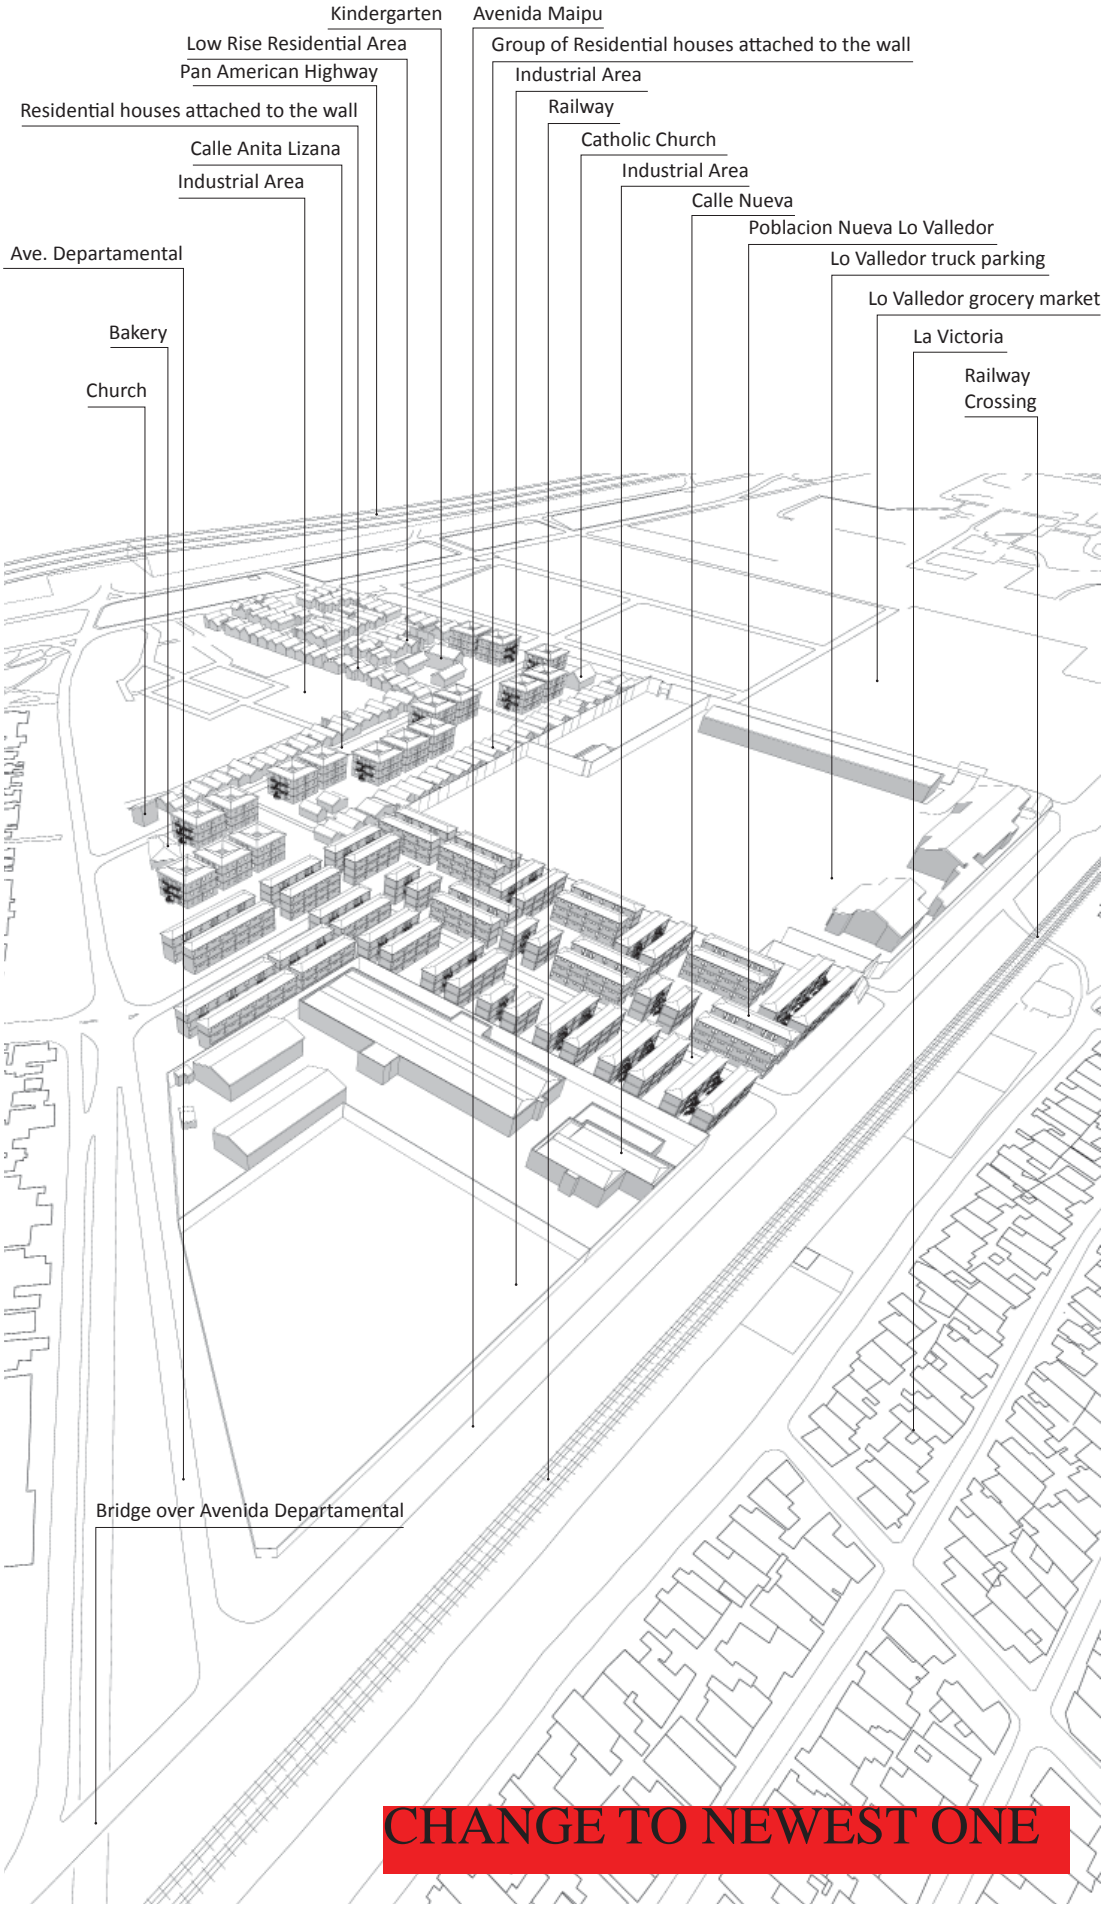 Kindergarten
Avenida Maipu
Low Rise Residential Area
Group of Residential houses attached to the wall
Pan American Highway
Industrial Area
Residential houses attached to the wall
Railway
Calle Anita Lizana
Catholic Church
Industrial Area
Industrial Area
Calle Nueva
Poblacion Nueva Lo Valledor
Ave. Departamental
Lo Valledor truck parking
Lo Valledor grocery market
Bakery
La Victoria
Church
Railway
Crossing
Bridge over Avenida Departamental
CHANGE TO NEWEST ONE